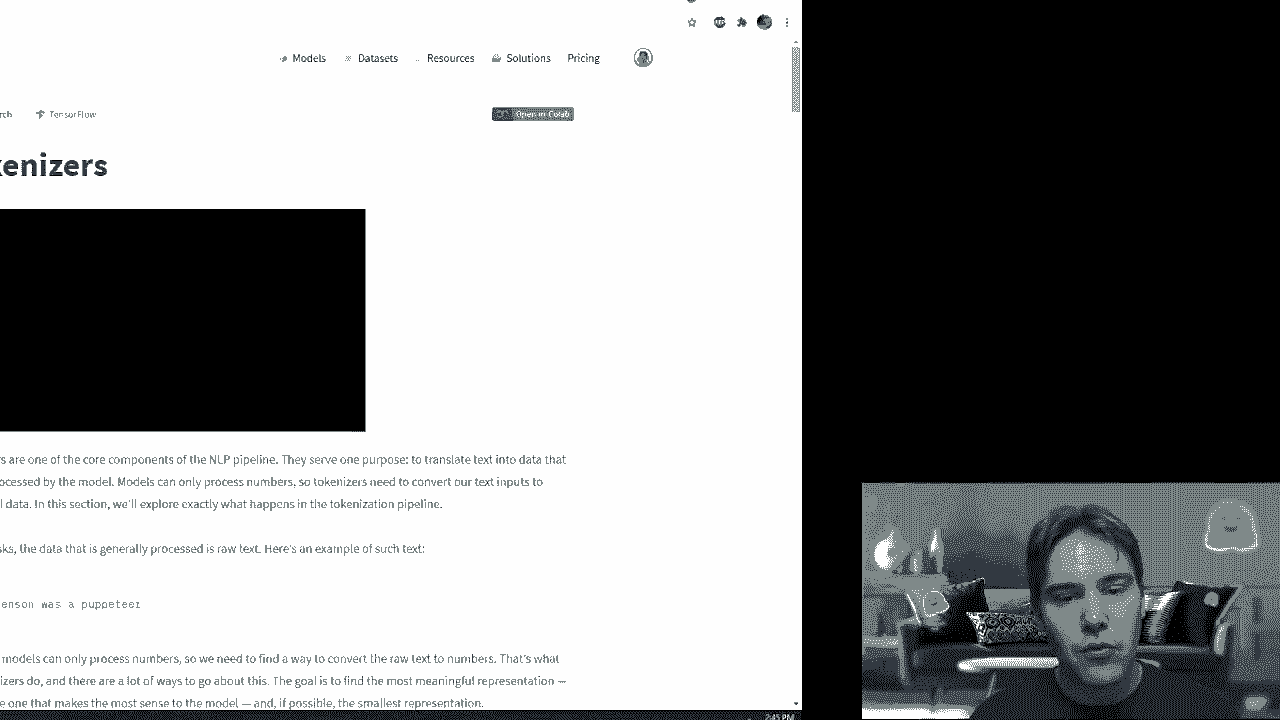 Models Datasets Resources Solutions Pricing
rch TensorFlow Open in Colab
kenizers
rs are one of the core components of the NLP pipeline. They serve one purpose: to translate text into data that
ocessed by the model. Models can only process numbers, so tokenizers need to convert our text inputs to
l data. In this section, we'll explore exactly what happens in the tokenization pipeline.
sks, the data that is generally processed is raw text. Here's an example of such text:
enson was a puppeteer
models can only process numbers, so we need to find a way to convert the raw text to numbers. That's what
izers do, and there are a lot of ways to go about this. The goal is to find the most meaningful representation —
e one that makes the most sense to the model — and, if possible, the smallest representation.
2:45 PM